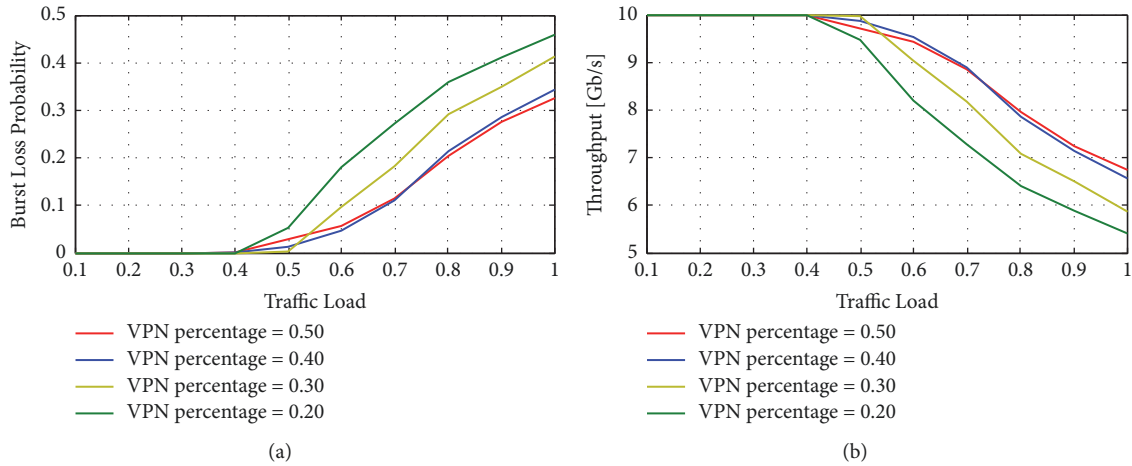 Burst Loss Probability
0.5
0.4
0.3
0.2
0.1
0
0.1 0.2 0.3 0.4 0.5 0.6 0.7 0.8 0.9 1
Traffic Load
VPN percentage = 0.50
VPN percentage = 0.40
VPN percentage = 0.30
VPN percentage = 0.20
(a)
Throughput [Gb/s]
10
9
8
7
6
5
0.1 0.2 0.3 0.4 0.5 0.6 0.7 0.8 0.9 1
Traffic Load
VPN percentage = 0.50
VPN percentage = 0.40
VPN percentage = 0.30
VPN percentage = 0.20
(b)